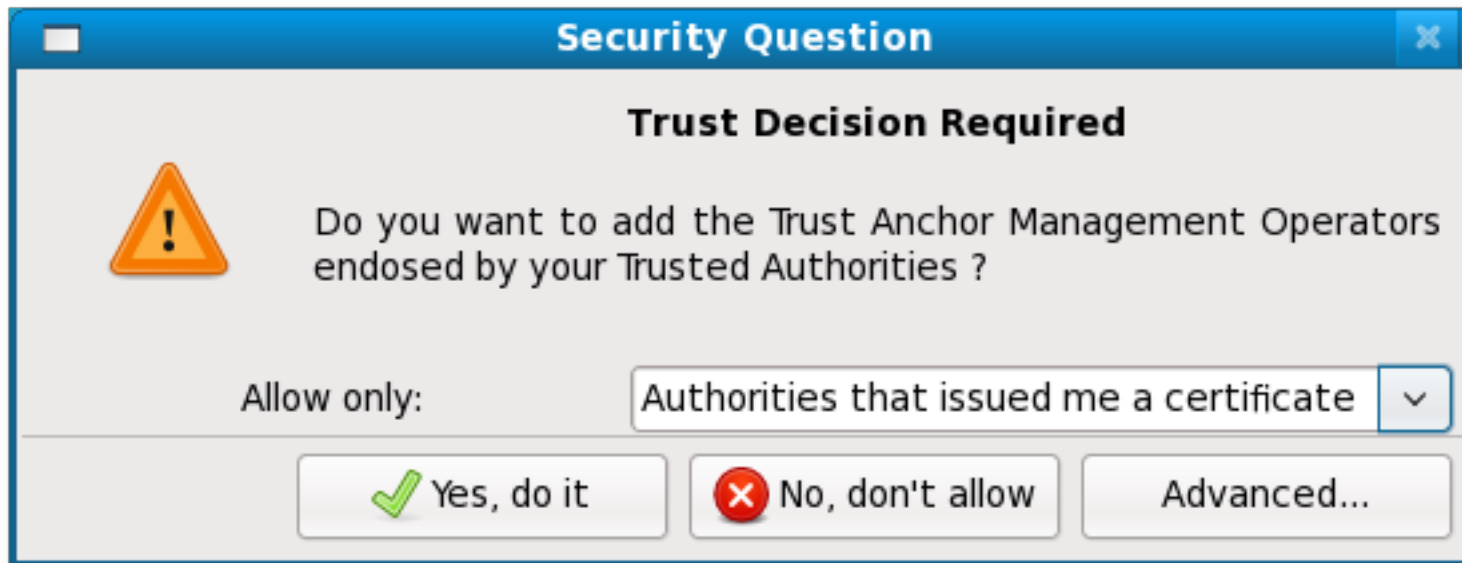 Security Question
Trust Decision Required
Do you want to add the Trust Anchor Management Operators
endosed by your Trusted Authorities ?
Allow only:
Authorities that issued me a certificate
Yes, do it
No, don't allow
Advanced...